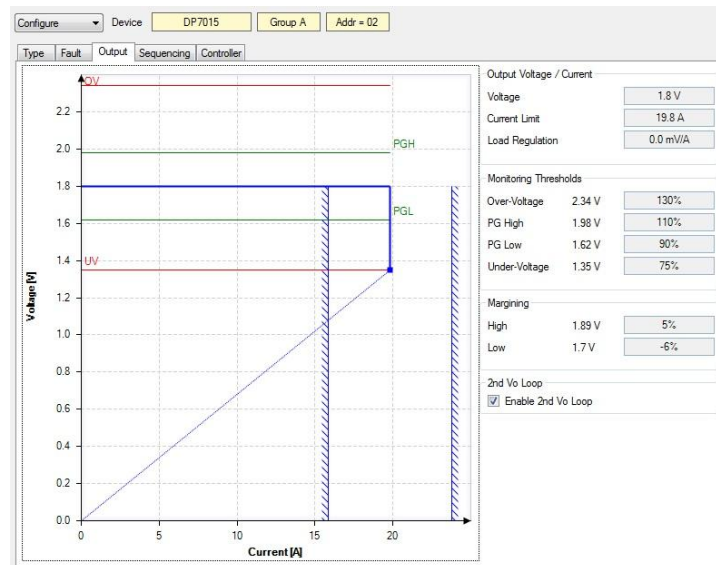 Configure Device DP7015 Group A Addr = 02
Type Fault Output Sequencing Controller
OV
PGH
PGL
UV
2.2
2.0
1.8
1.6
1.4
1.2
1.0
0.8
0.6
0.4
0.2
0.0
Voltage [V]
0 5 10 15 20
Current [A]
Output Voltage / Current
Voltage 1.8 V
Current Limit 19.8 A
Load Regulation 0.0 mV/A
Monitoring Thresholds
Over-Voltage 2.34 V 130%
PG High 1.98 V 110%
PG Low 1.62 V 90%
Under-Voltage 1.35 V 75%
Margining
High 1.89 V 5%
Low 1.7 V -6%
2nd Vo Loop
Enable 2nd Vo Loop